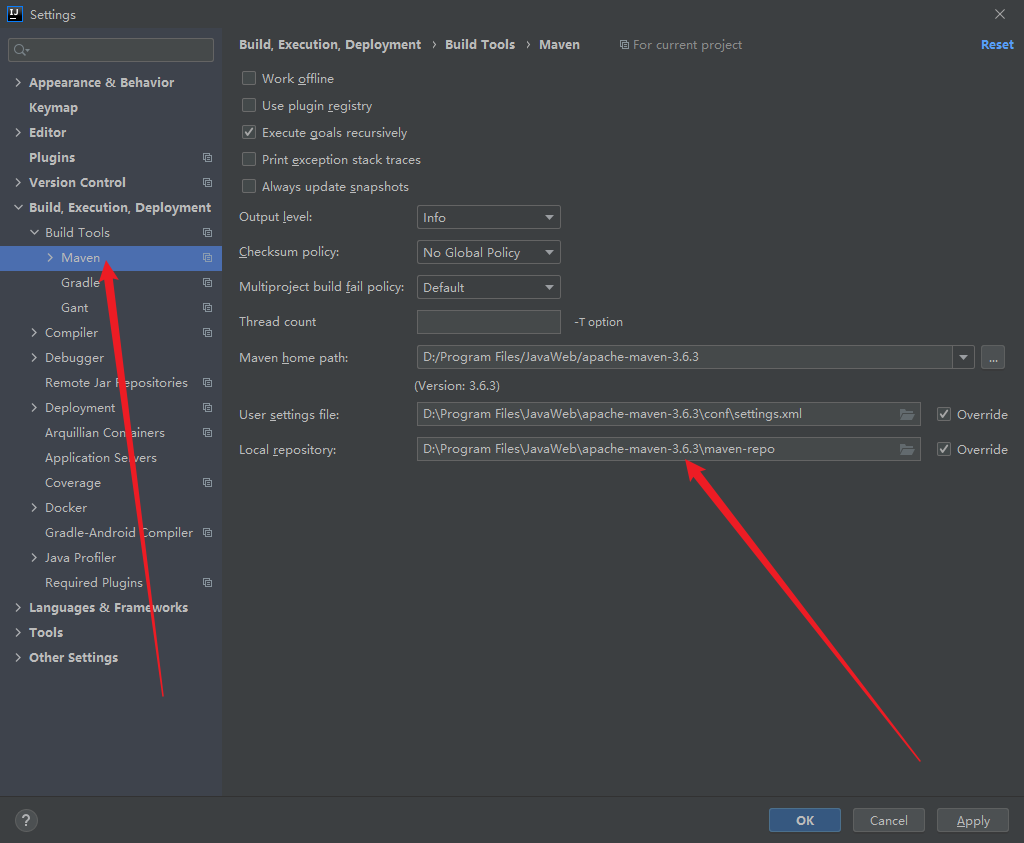 Settings
Build, Execution, Deployment › Build Tools › Maven For current project Reset
Appearance & Behavior
Keymap
Editor
Plugins
Version Control
Build, Execution, Deployment
Build Tools
Maven
Gradle
Gant
Compiler
Debugger
Remote Jar Repositories
Deployment
Arquillian Containers
Application Servers
Coverage
Docker
Gradle-Android Compiler
Java Profiler
Required Plugins
Languages & Frameworks
Tools
Other Settings
Work offline
Use plugin registry
Execute goals recursively
Print exception stack traces
Always update snapshots
Output level: Info
Checksum policy: No Global Policy
Multiproject build fail policy: Default
Thread count -T option
Maven home path: D:/Program Files/JavaWeb/apache-maven-3.6.3 ...
(Version: 3.6.3)
User settings file: D:\Program Files\JavaWeb\apache-maven-3.6.3\conf\settings.xml Override
Local repository: D:\Program Files\JavaWeb\apache-maven-3.6.3\maven-repo Override
? OK Cancel Apply